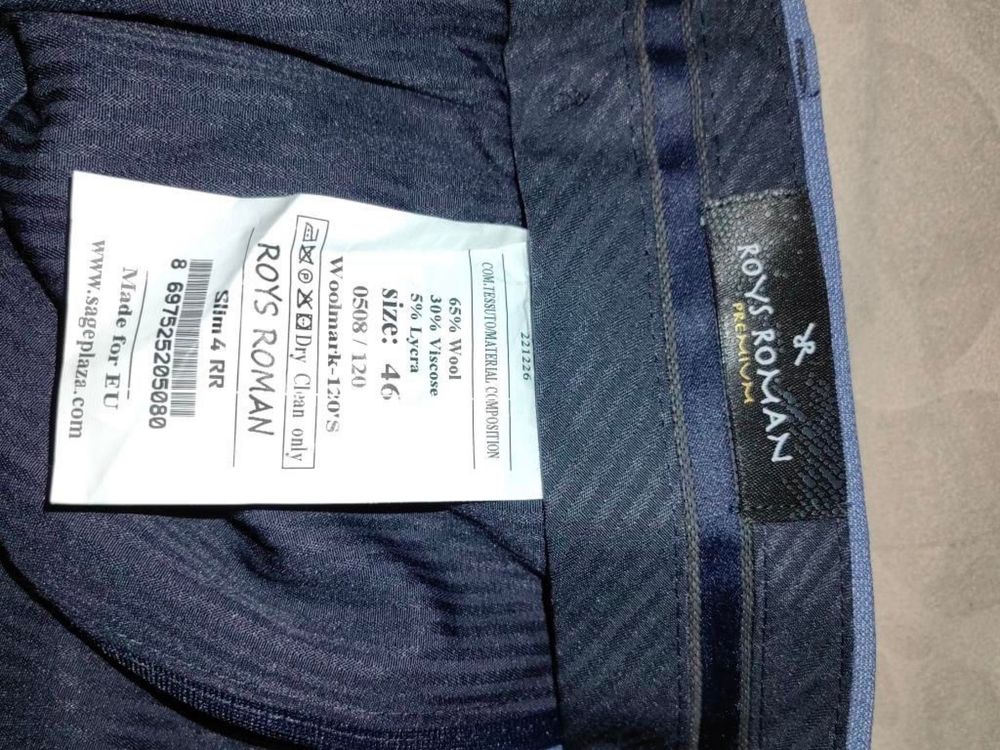 221226
COM.TESSUTO/MATERIAL COMPOSITION
65% Wool
30% Viscose
5% Lycra
size: 46
0508 / 120
Woolmark-120'S
Dry Clean only
ROYS ROMAN
Slim 4 RR
8 697525205080
Made for EU
www.sageplaza.com
ROYS ROMAN
PREMIUM